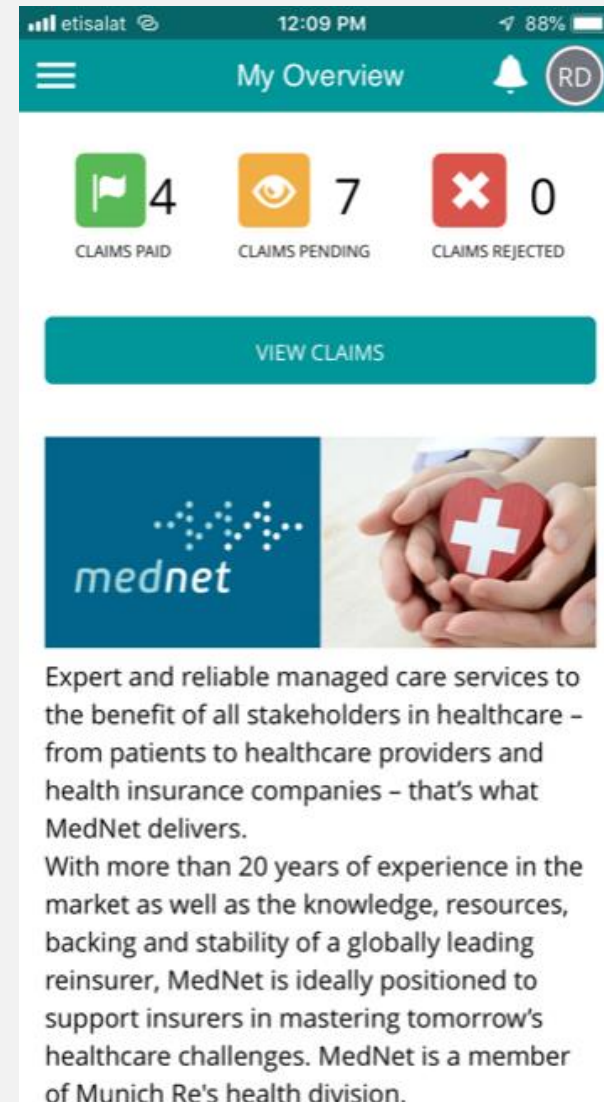 etisalat 12:09 PM 88%
My Overview RD
4 7 0
CLAIMS PAID CLAIMS PENDING CLAIMS REJECTED
VIEW CLAIMS
mednet
Expert and reliable managed care services to
the benefit of all stakeholders in healthcare –
from patients to healthcare providers and
health insurance companies – that's what
MedNet delivers.
With more than 20 years of experience in the
market as well as the knowledge, resources,
backing and stability of a globally leading
reinsurer, MedNet is ideally positioned to
support insurers in mastering tomorrow's
healthcare challenges. MedNet is a member
of Munich Re's health division.